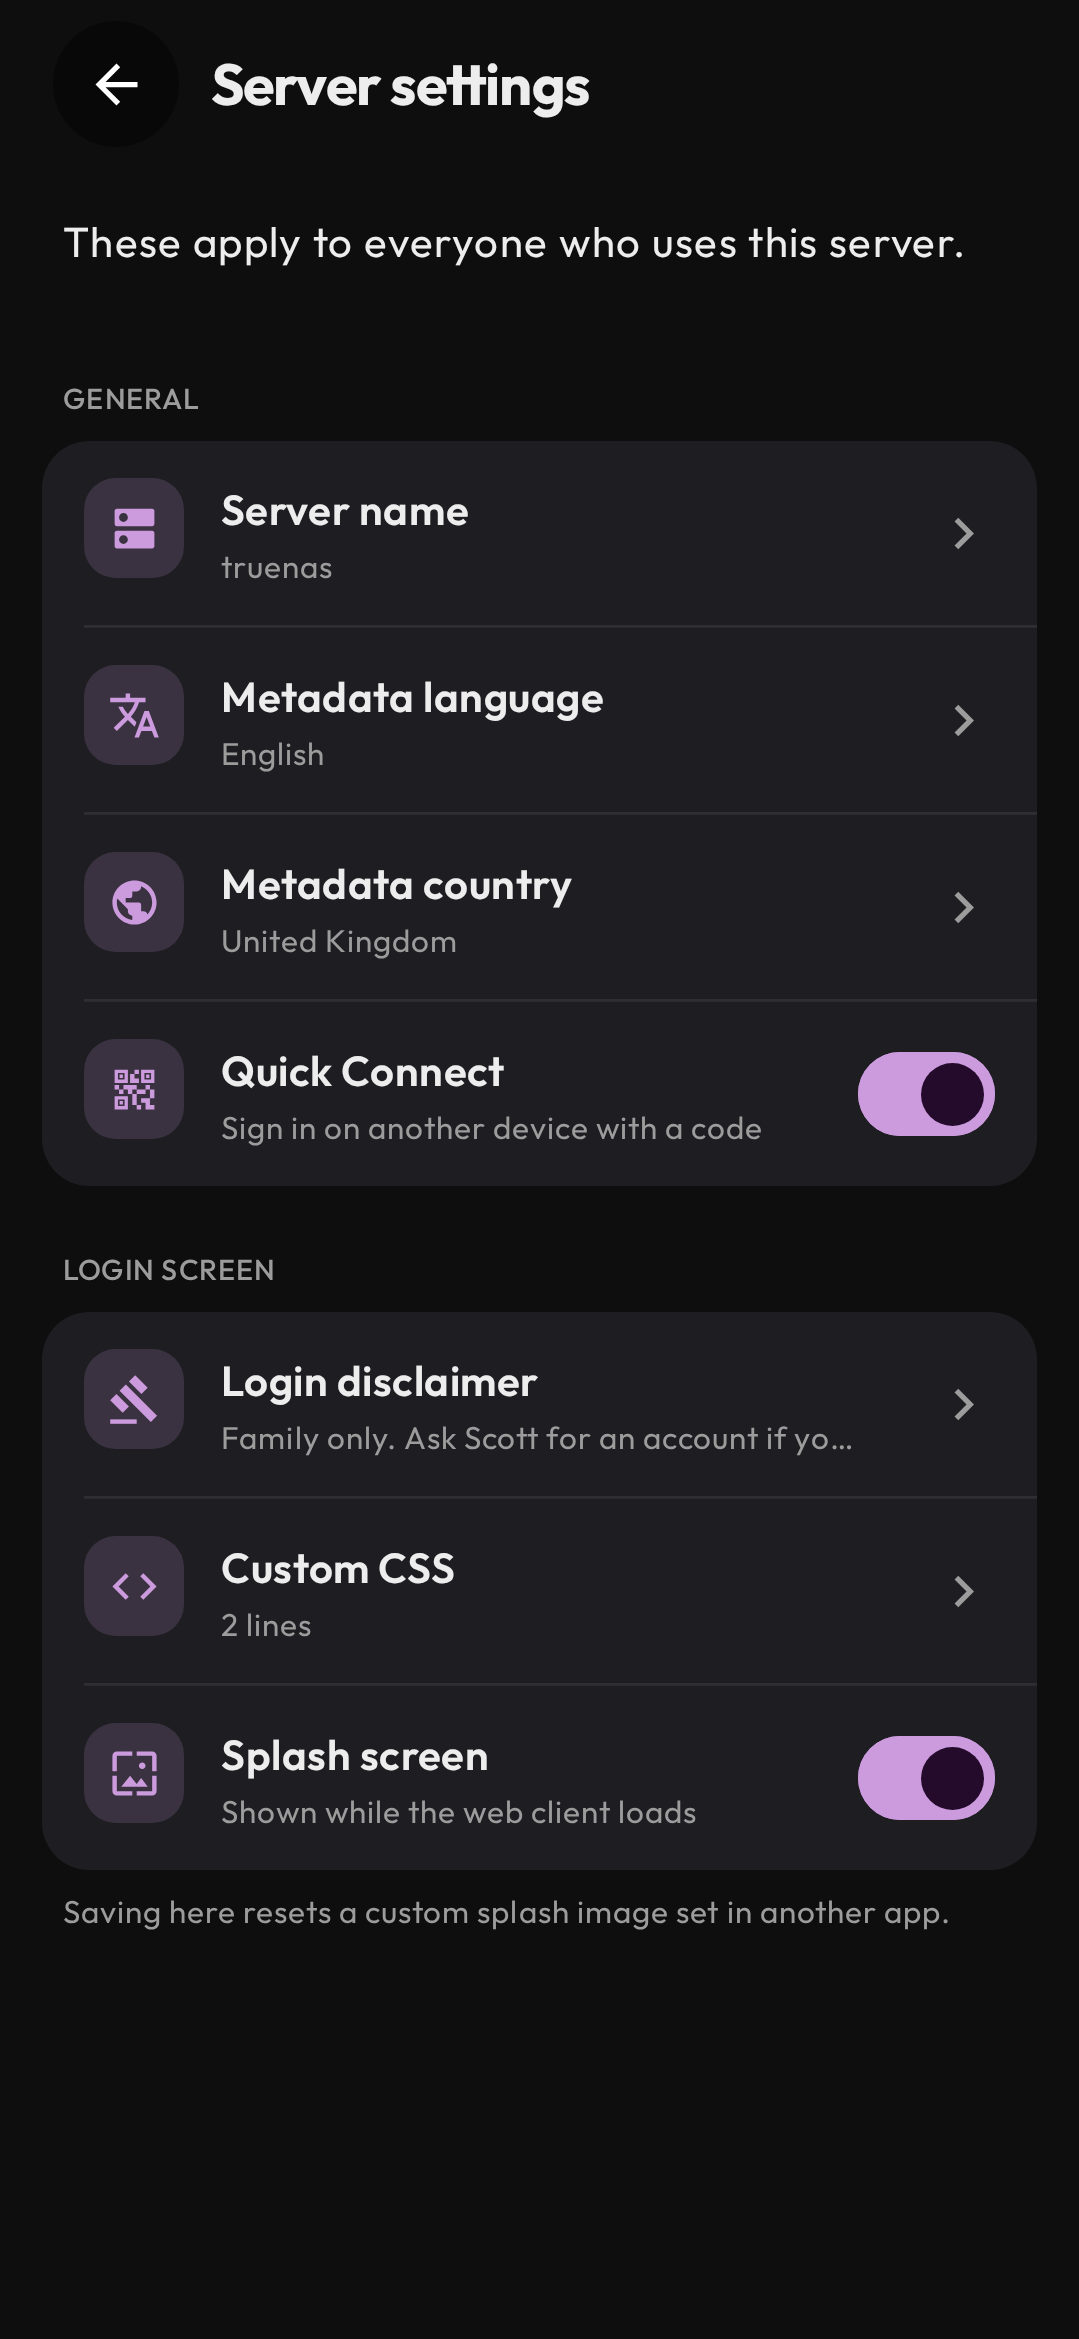 Server settings
These apply to everyone who uses this server.
GENERAL
Server name
truenas
Metadata language
English
Metadata country
United Kingdom
Quick Connect
Sign in on another device with a code
LOGIN SCREEN
Login disclaimer
Family only. Ask Scott for an account if yo...
Custom CSS
2 lines
Splash screen
Shown while the web client loads
Saving here resets a custom splash image set in another app.